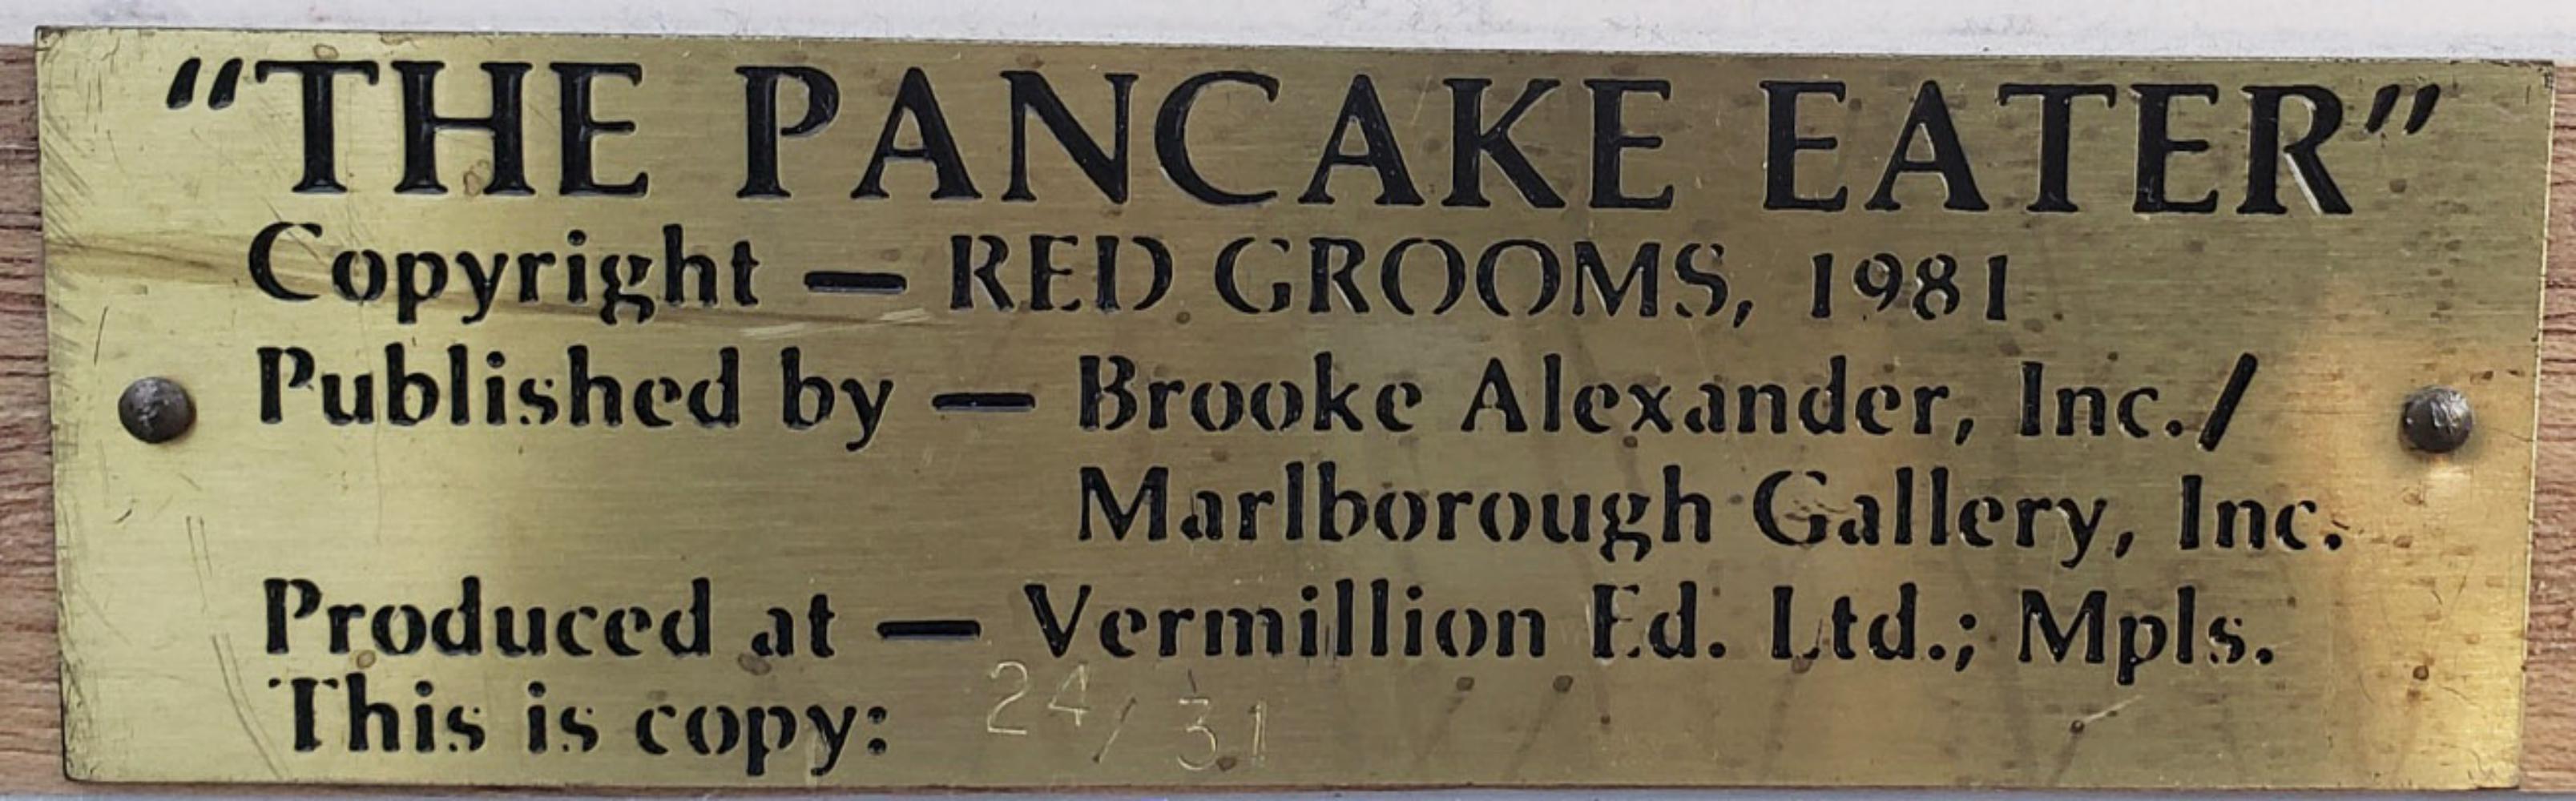 “THE PANCAKE EATER”
Copyright — RED GROOMS, 1981
Published by — Brooke Alexander, Inc./
Marlborough Gallery, Inc.
Produced at — Vermillion Ed. Ltd.; Mpls.
This is copy: 24/31